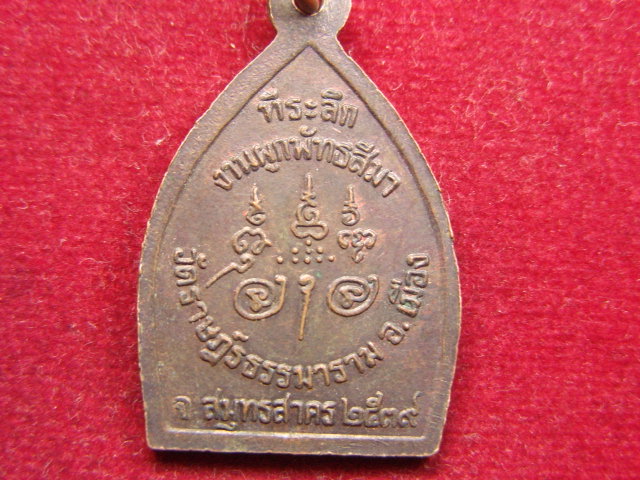 ที่ระลึก
งานผูกพัทธสีมา
วัดราษฎร์ธรรมาราม อ.เมือง
จ.สมุทรสาคร ๒๕๓๙